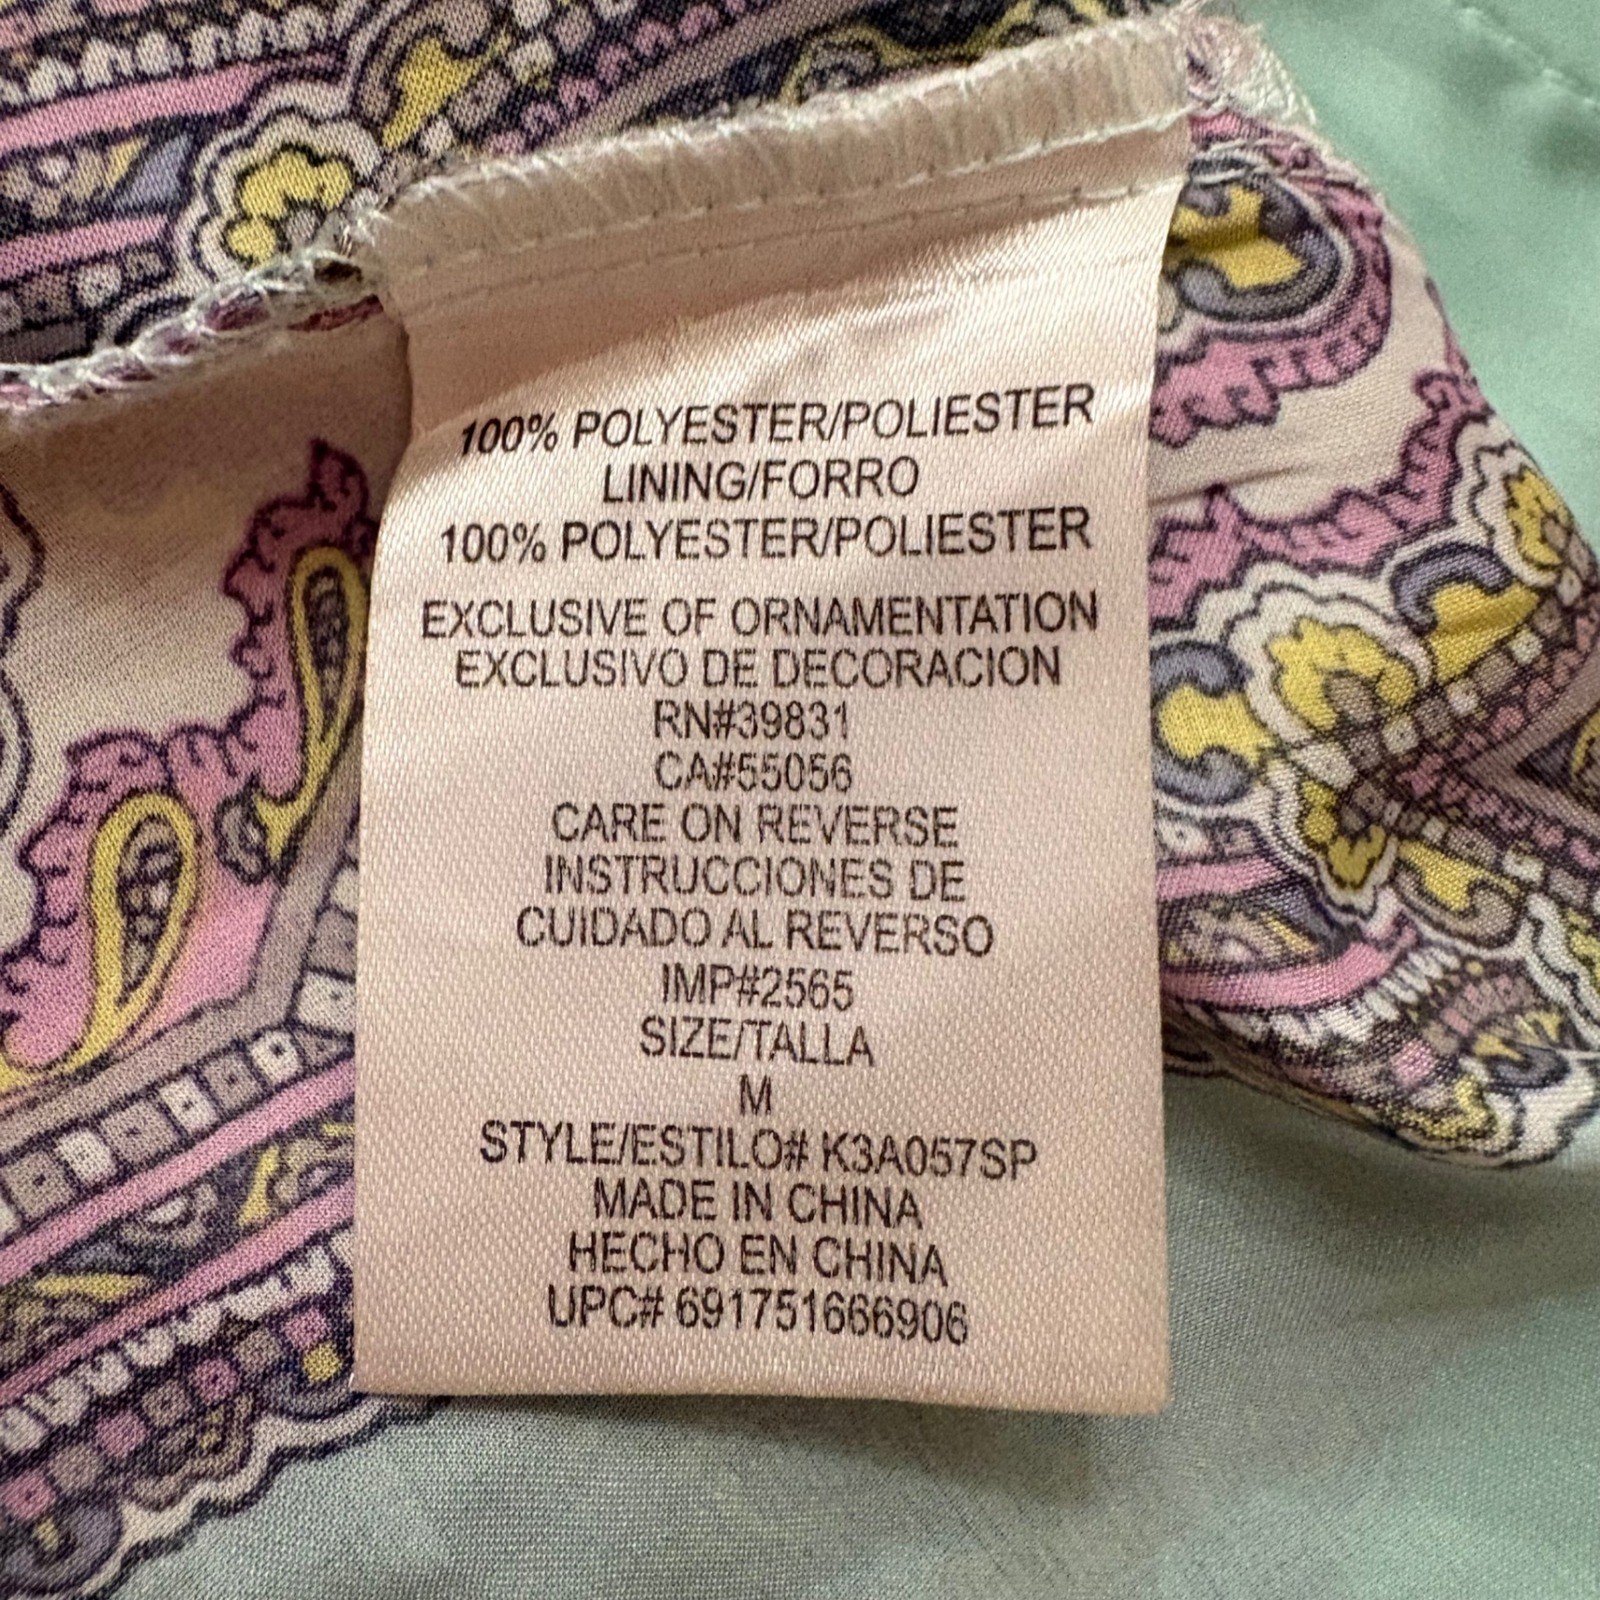 100% POLYESTER/POLIESTER
LINING/FORRO
100% POLYESTER/POLIESTER
EXCLUSIVE OF ORNAMENTATION
EXCLUSIVO DE DECORACION
RN#39831
CA#55056
CARE ON REVERSE
INSTRUCCIONES DE
CUIDADO AL REVERSO
IMP#2565
SIZE/TALLA
M
STYLE/ESTILO# K3A057SP
MADE IN CHINA
HECHO EN CHINA
UPC# 691751666906